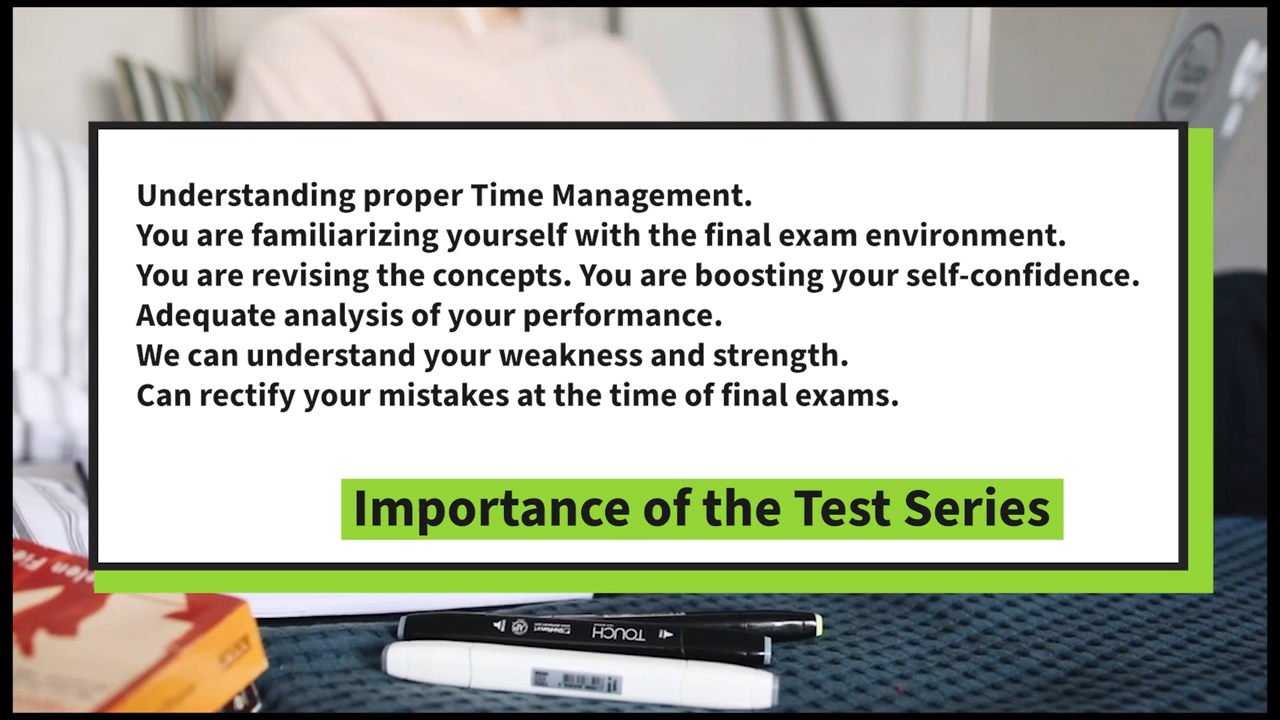 Understanding proper Time Management.
You are familiarizing yourself with the final exam environment.
You are revising the concepts. You are boosting your self-confidence.
Adequate analysis of your performance.
We can understand your weakness and strength.
Can rectify your mistakes at the time of final exams.
Importance of the Test Series
TOUCH